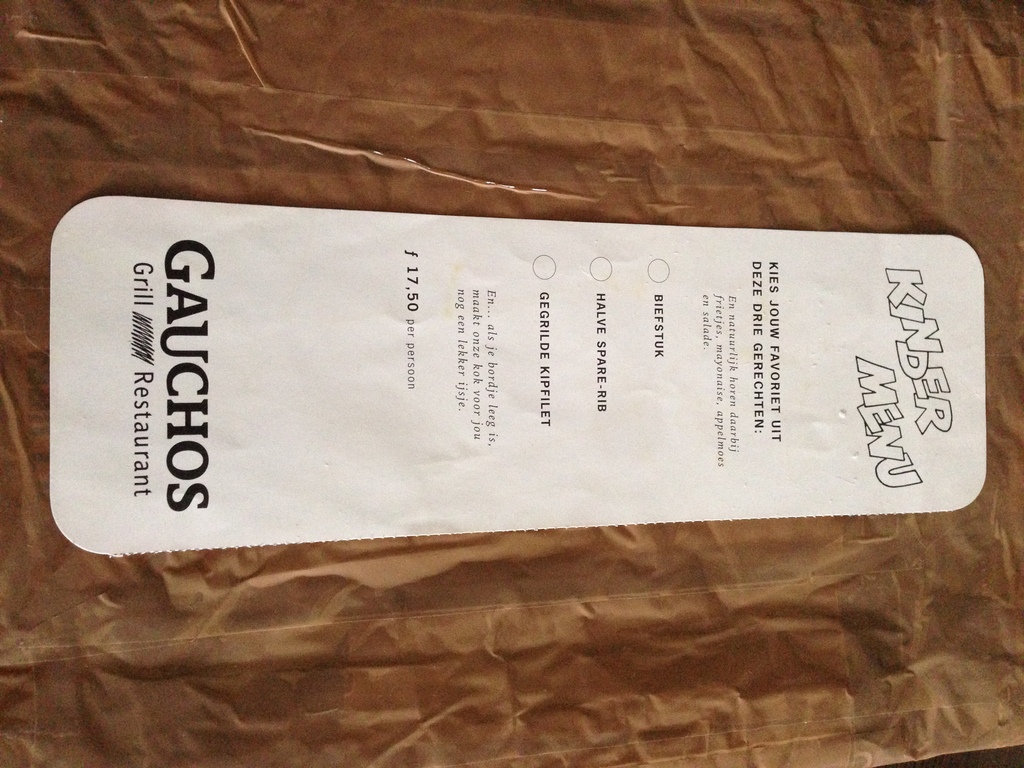 KINDER
MENU
KIES JOUW FAVORIET UIT
DEZE DRIE GERECHTEN:
En natuurlijk horen daarbij
frietjes, mayonaise, appelmoes
en salade.
BIEFSTUK
HALVE SPARE-RIB
GEGRILDE KIPFILET
En... als je bordje leeg is,
maakt onze kok voor jou
nog een lekker ijsje.
ƒ 17,50 per persoon
GAUCHOS
Grill Restaurant